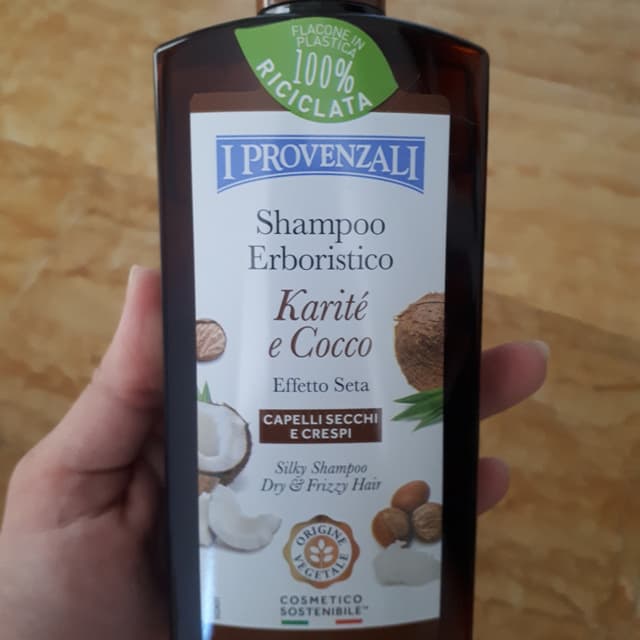 FLACONE IN
PLASTICA
100%
RICICLATA
I PROVENZALI
Shampoo
Erboristico
Karité
e Cocco
Effetto Seta
CAPELLI SECCHI
E CRESPI
Silky Shampoo
Dry & Frizzy Hair
ORIGINE
VEGETALE
COSMETICO
SOSTENIBILE™